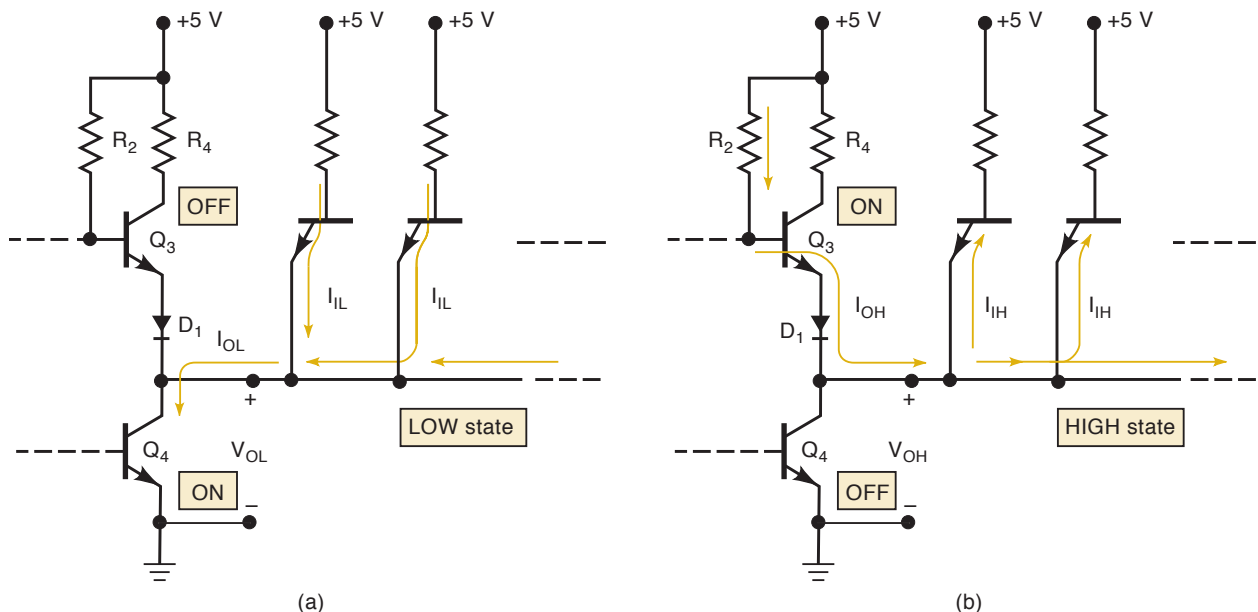 +5 V +5 V +5 V +5 V +5 V +5 V
R2 R4 R2 R4
OFF ON
Q3 Q3
IIL IIL IOH IIH IIH
D1 IOL D1
+ +
LOW state HIGH state
Q4 VOL Q4 VOH
ON OFF
– –
(a) (b)